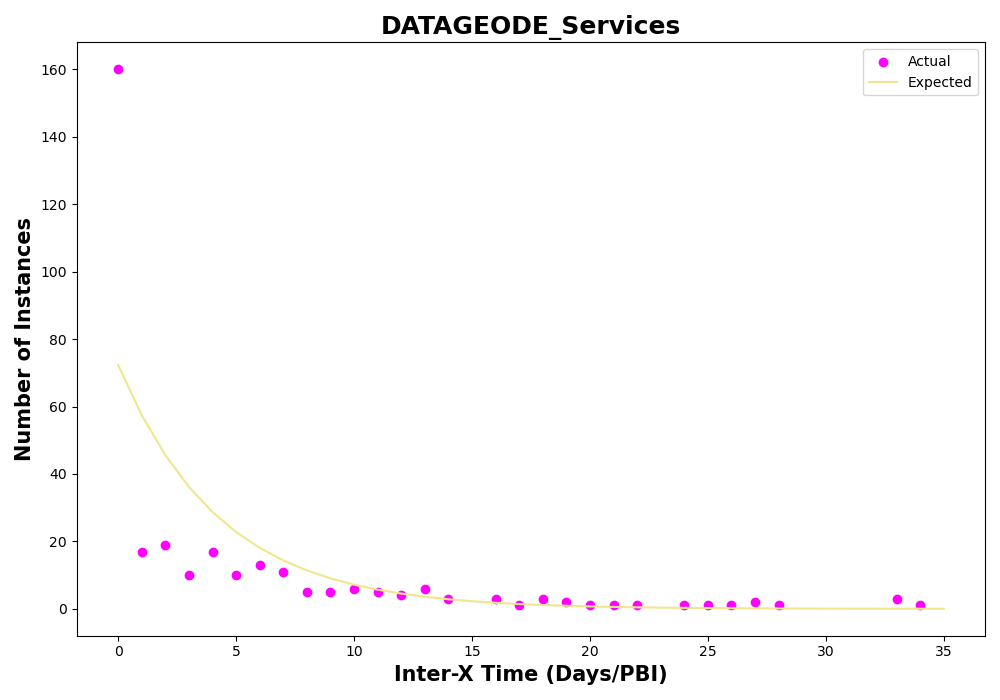 DATAGEODE_Services
Actual
Expected
Number of Instances
160
140
120
100
80
60
40
20
0
0 5 10 15 20 25 30 35
Inter-X Time (Days/PBI)